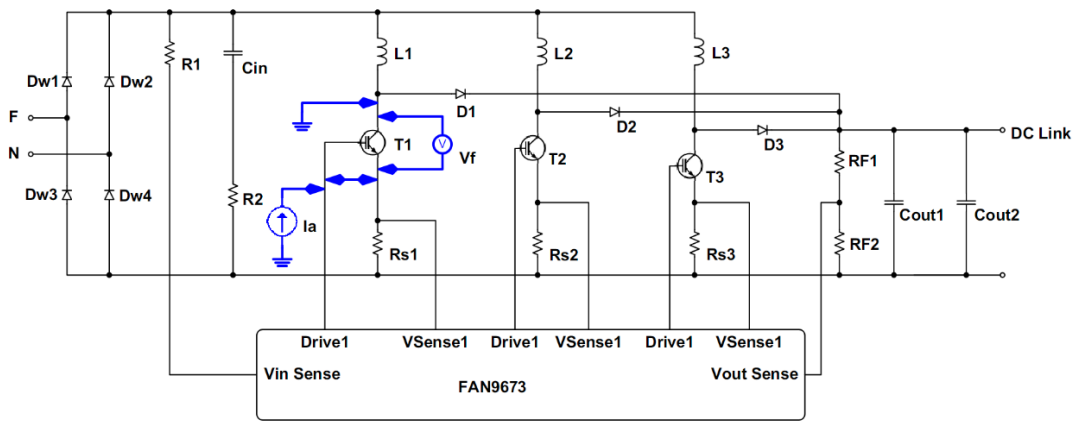 L1
L2
L3
R1
Cin
Dw1
Dw2
D1
F
D2
T1
V
Vf
T2
D3
DC Link
N
RF1
T3
Dw3
Dw4
R2
Ia
Cout1
Cout2
Rs1
Rs2
Rs3
RF2
Drive1
VSense1
Drive1
VSense1
Drive1
VSense1
Vin Sense
FAN9673
Vout Sense